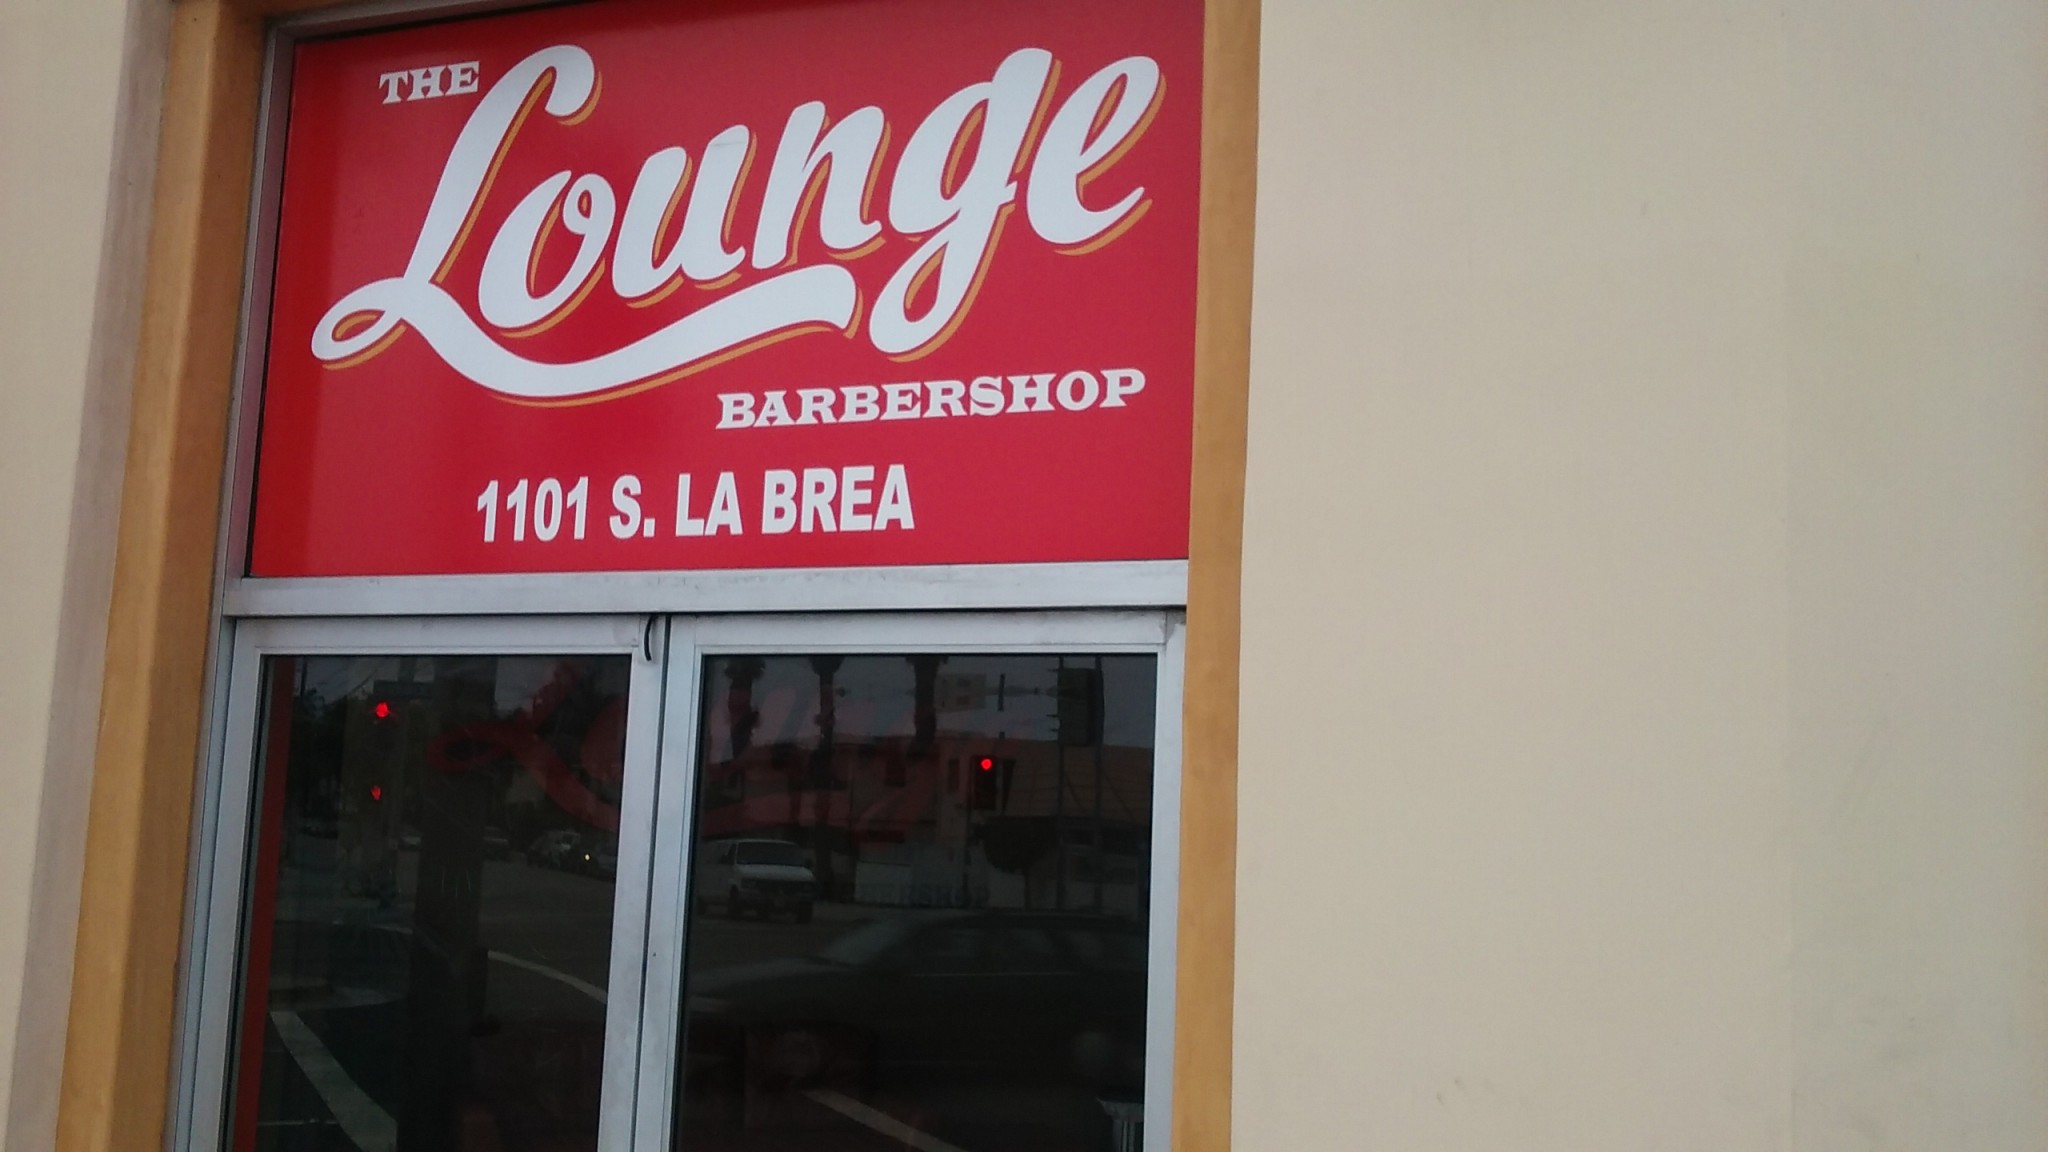 THE
Lounge
BARBERSHOP
1101 S. LA BREA